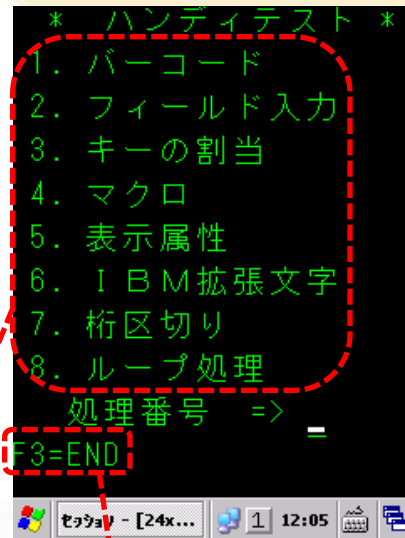 * ハンディテスト *
1. バーコード
2. フィールド入力
3. キーの割当
4. マクロ
5. 表示属性
6. ＩＢＭ拡張文字
7. 桁区切り
8. ループ処理
処理番号 => _
F3=END
ｾｯｼｮﾝ - [24x... 1 12:05